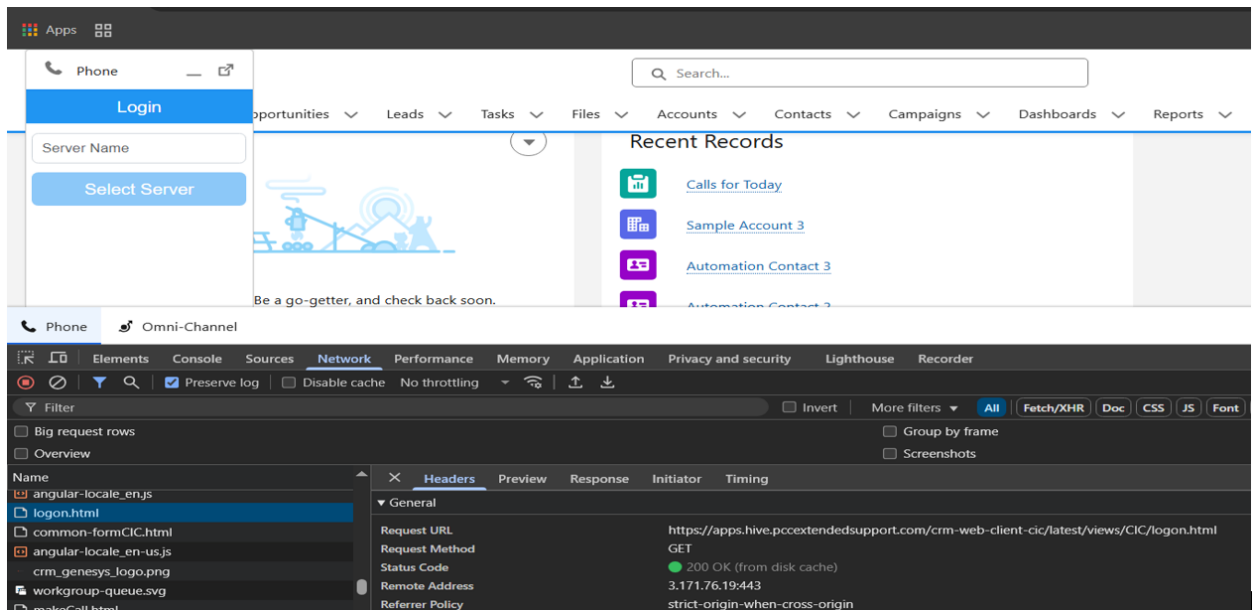 Apps
Phone
Search...
Login
pportunities Leads Tasks Files Accounts Contacts Campaigns Dashboards Reports
Server Name
Select Server
Recent Records
Calls for Today
Sample Account 3
Automation Contact 3
Automation Contact 2
Be a go-getter, and check back soon.
Phone Omni-Channel
Elements Console Sources Network Performance Memory Application Privacy and security Lighthouse Recorder
Preserve log Disable cache No throttling
Filter Invert More filters All Fetch/XHR Doc CSS JS Font
Big request rows Group by frame
Overview Screenshots
Name Headers Preview Response Initiator Timing
angular-locale_en.js
General
logon.html
common-formCIC.html
angular-locale_en-us.js
crm_genesys_logo.png
workgroup-queue.svg
makeCall.html
Request URL https://apps.hive.pccextendedsupport.com/crm-web-client-cic/latest/views/CIC/logon.html
Request Method GET
Status Code 200 OK (from disk cache)
Remote Address 3.171.76.19:443
Referrer Policy strict-origin-when-cross-origin